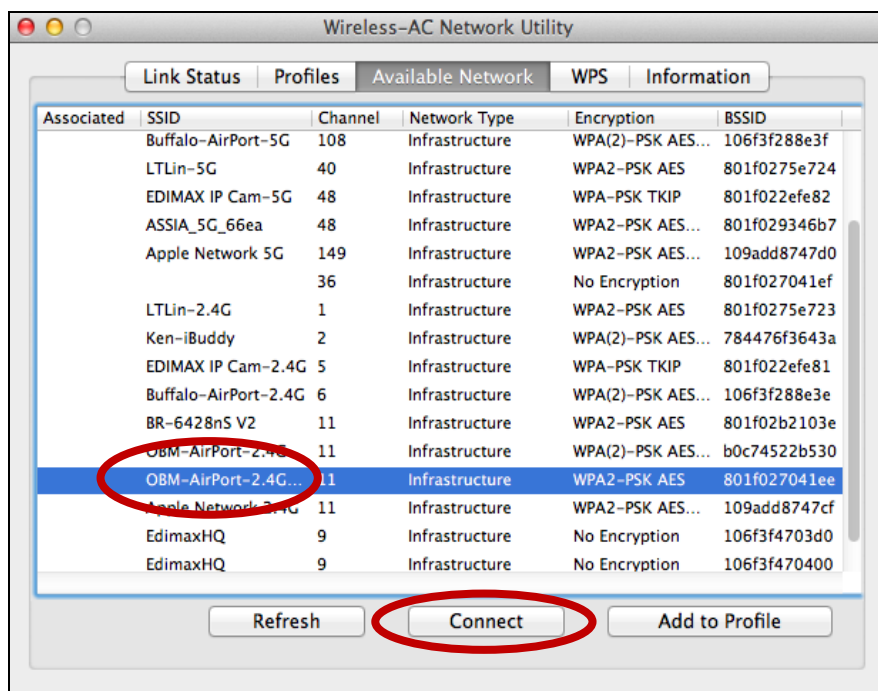 Wireless-AC Network Utility
Link Status Profiles Available Network WPS Information
Associated SSID Channel Network Type Encryption BSSID
Buffalo-AirPort-5G 108 Infrastructure WPA(2)-PSK AES... 106f3f288e3f
LTLin-5G 40 Infrastructure WPA2-PSK AES 801f0275e724
EDIMAX IP Cam-5G 48 Infrastructure WPA-PSK TKIP 801f022efe82
ASSIA_5G_66ea 48 Infrastructure WPA2-PSK AES... 801f029346b7
Apple Network 5G 149 Infrastructure WPA2-PSK AES... 109add8747d0
36 Infrastructure No Encryption 801f027041ef
LTLin-2.4G 1 Infrastructure WPA2-PSK AES 801f0275e723
Ken-iBuddy 2 Infrastructure WPA(2)-PSK AES... 784476f3643a
EDIMAX IP Cam-2.4G 5 Infrastructure WPA-PSK TKIP 801f022efe81
Buffalo-AirPort-2.4G 6 Infrastructure WPA(2)-PSK AES... 106f3f288e3e
BR-6428nS V2 11 Infrastructure WPA2-PSK AES 801f02b2103e
OBM-AirPort-2.4G 11 Infrastructure WPA(2)-PSK AES... b0c74522b530
OBM-AirPort-2.4G... 11 Infrastructure WPA2-PSK AES 801f027041ee
Apple Network 2.4G 11 Infrastructure WPA2-PSK AES... 109add8747cf
EdimaxHQ 9 Infrastructure No Encryption 106f3f4703d0
EdimaxHQ 9 Infrastructure No Encryption 106f3f470400
Refresh Connect Add to Profile